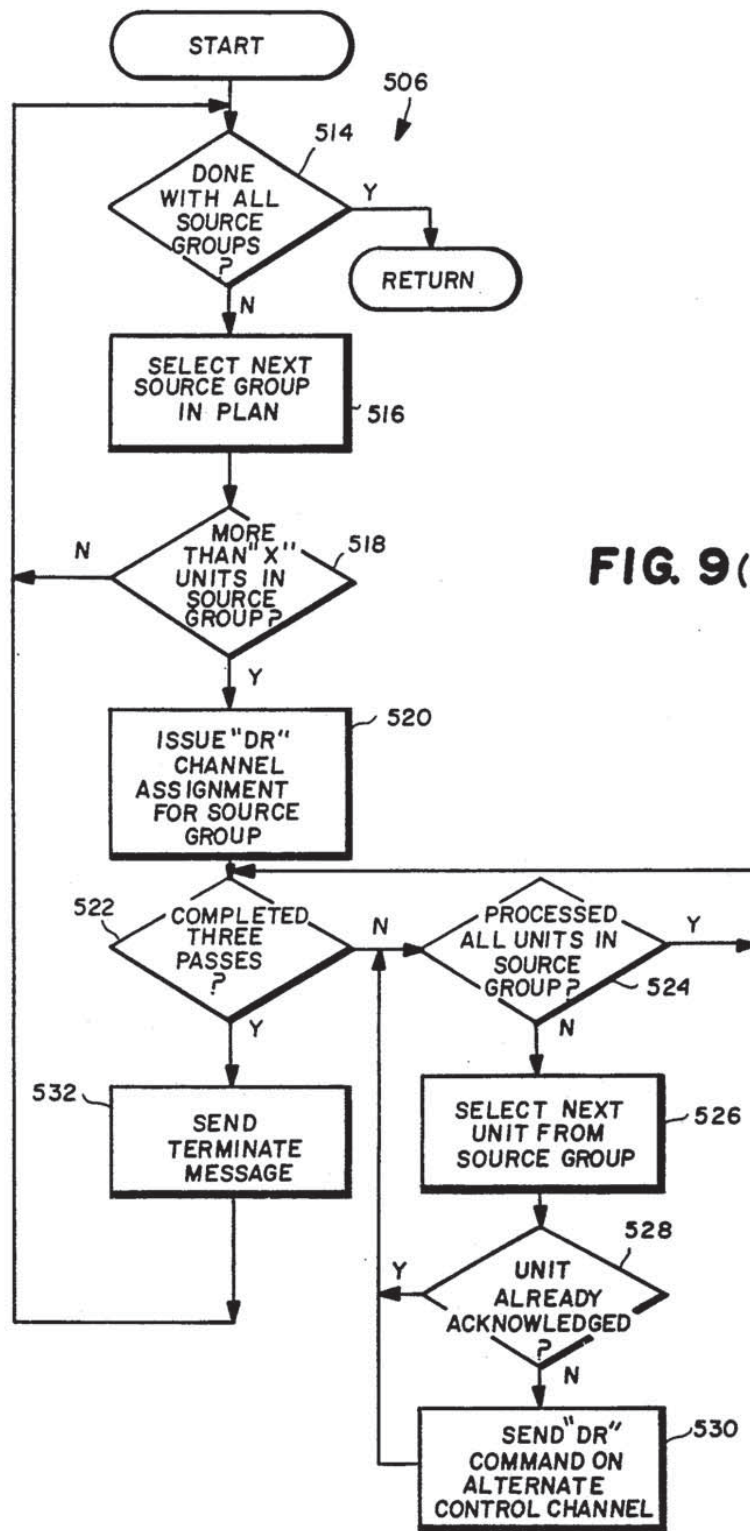 START
506
514
DONE
WITH ALL
SOURCE
GROUPS
?
Y
RETURN
N
SELECT NEXT
SOURCE GROUP
IN PLAN
516
MORE
THAN "X"
UNITS IN
SOURCE
GROUP?
518
N
Y
FIG. 9(
ISSUE "DR"
CHANNEL
ASSIGNMENT
FOR SOURCE
GROUP
520
522
COMPLETED
THREE
PASSES
?
N
Y
PROCESSED
ALL UNITS IN
SOURCE
GROUP?
524
Y
N
532
SEND
TERMINATE
MESSAGE
SELECT NEXT
UNIT FROM
SOURCE GROUP
526
528
UNIT
ALREADY
ACKNOWLEDGED
?
Y
N
SEND "DR"
COMMAND ON
ALTERNATE
CONTROL CHANNEL
530